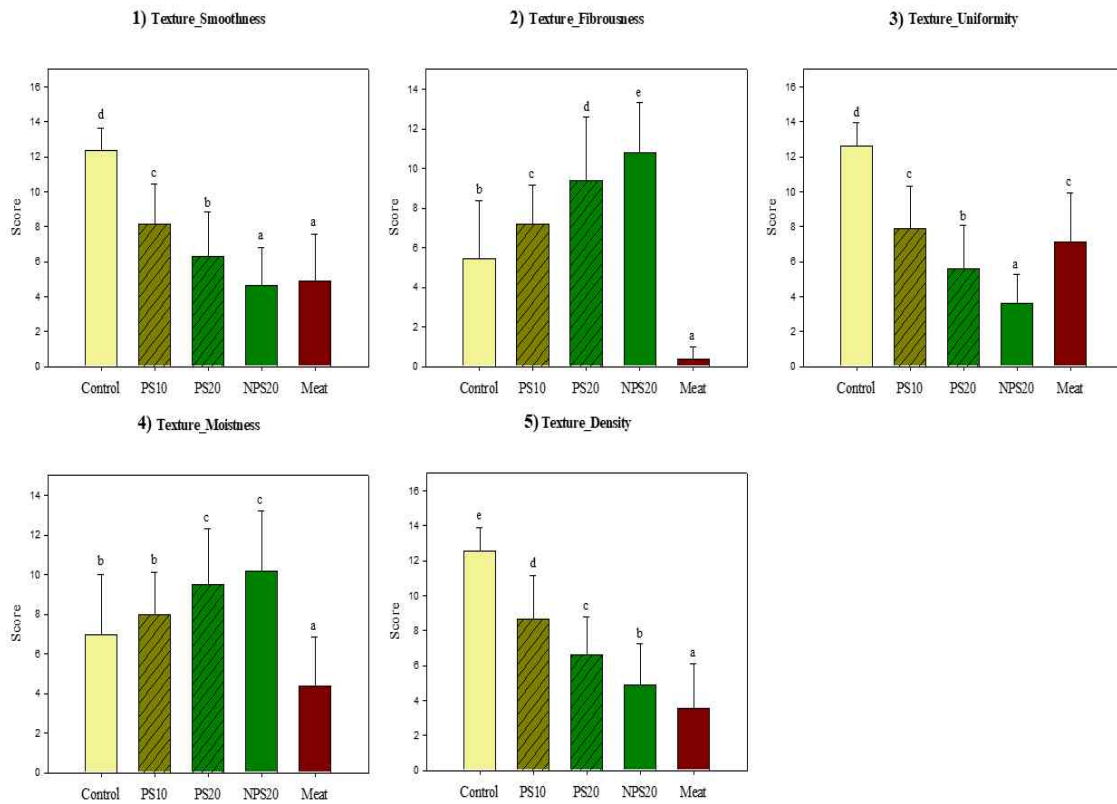 1) Texture_Smoothness
2) Texture_Fibrousness
3) Texture_Uniformity
16
14
12
10
8
6
4
2
0
Score
d
c
b
a
a
Control PS10 PS20 NPS20 Meat
14
12
10
8
6
4
2
0
Score
b
c
d
e
a
Control PS10 PS20 NPS20 Meat
16
14
12
10
8
6
4
2
0
Score
d
c
b
a
c
Control PS10 PS20 NPS20 Meat
4) Texture_Moistness
5) Texture_Density
14
12
10
8
6
4
2
0
Score
b
b
c
c
a
Control PS10 PS20 NPS20 Meat
16
14
12
10
8
6
4
2
0
Score
e
d
c
b
a
Control PS10 PS20 NPS20 Meat